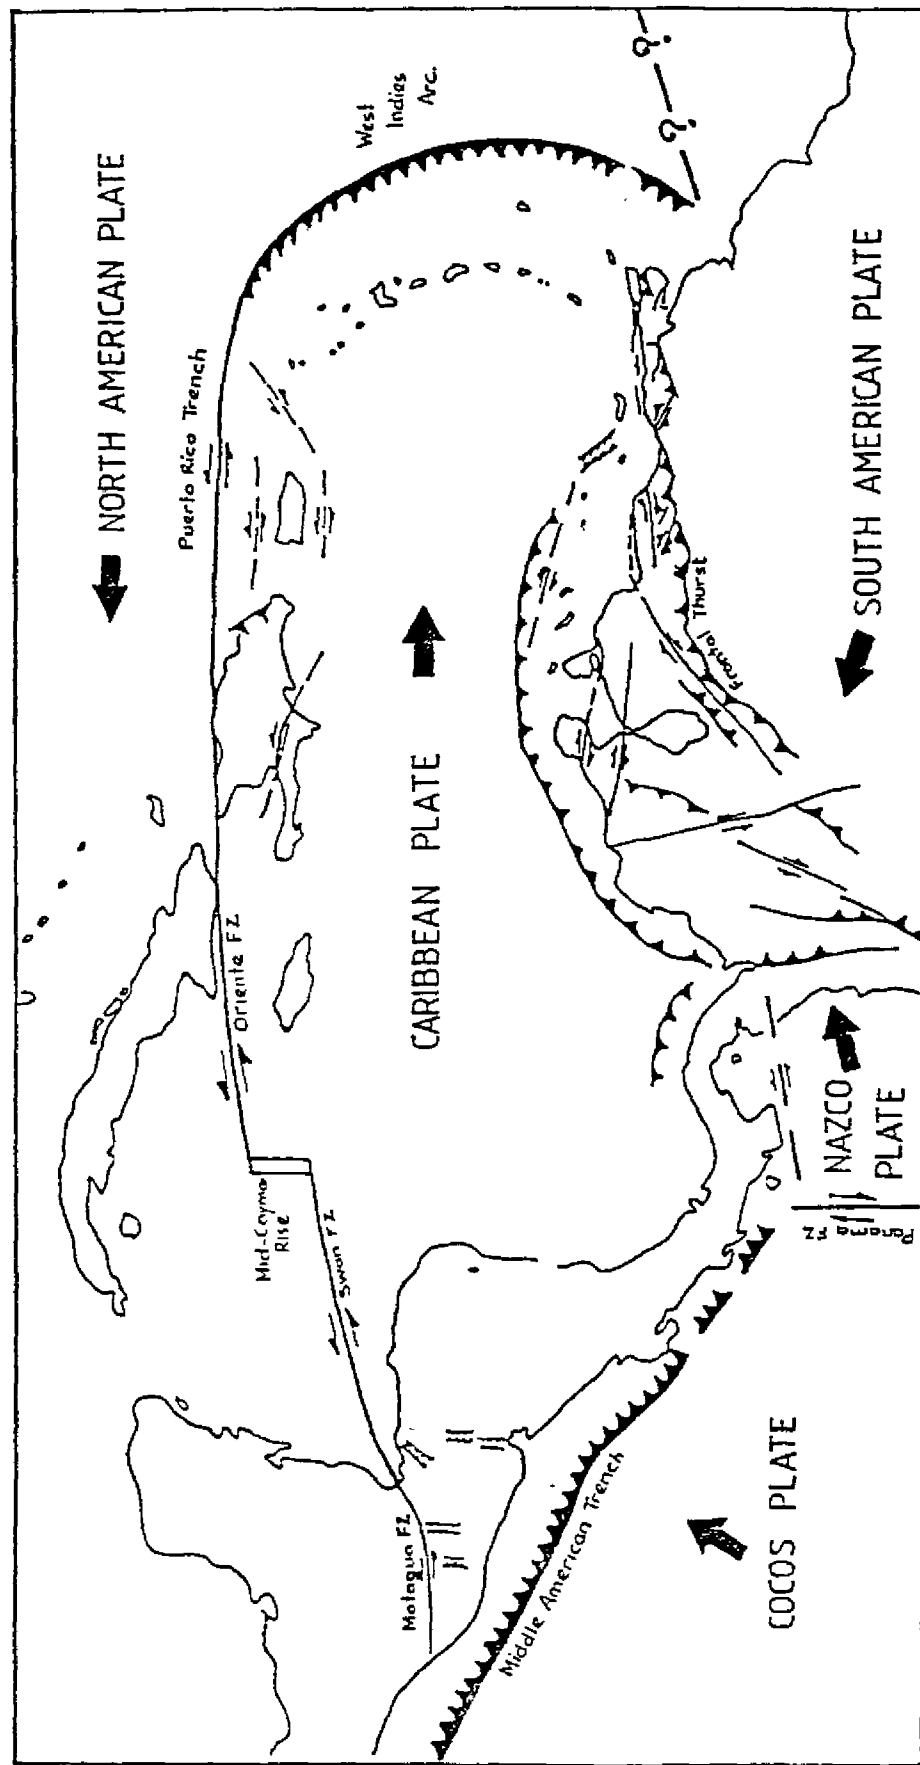 NORTH AMERICAN PLATE
West
Indies
Arc.
Puerto Rico Trench
Oriente FZ
Mid-Cayma
Rise
Swan FZ
Motagua FZ
Middle American Trench
CARIBBEAN PLATE
Frontal Thurst
SOUTH AMERICAN PLATE
NAZCO
PLATE
Panama
FZ
COCOS PLATE
?
?